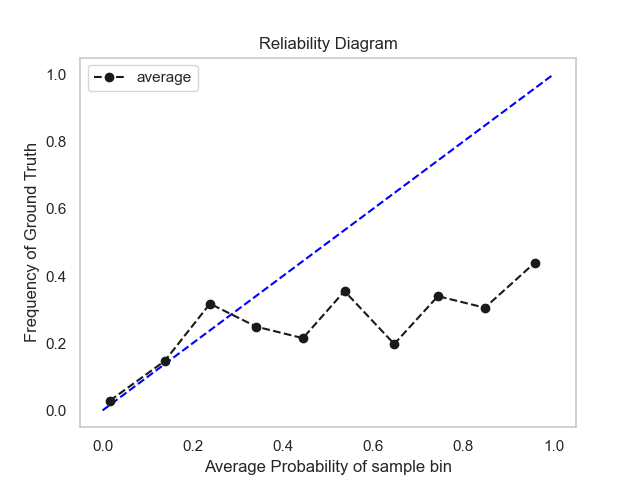 Reliability Diagram
average
1.0
0.8
0.6
0.4
0.2
0.0
Frequency of Ground Truth
0.0 0.2 0.4 0.6 0.8 1.0
Average Probability of sample bin